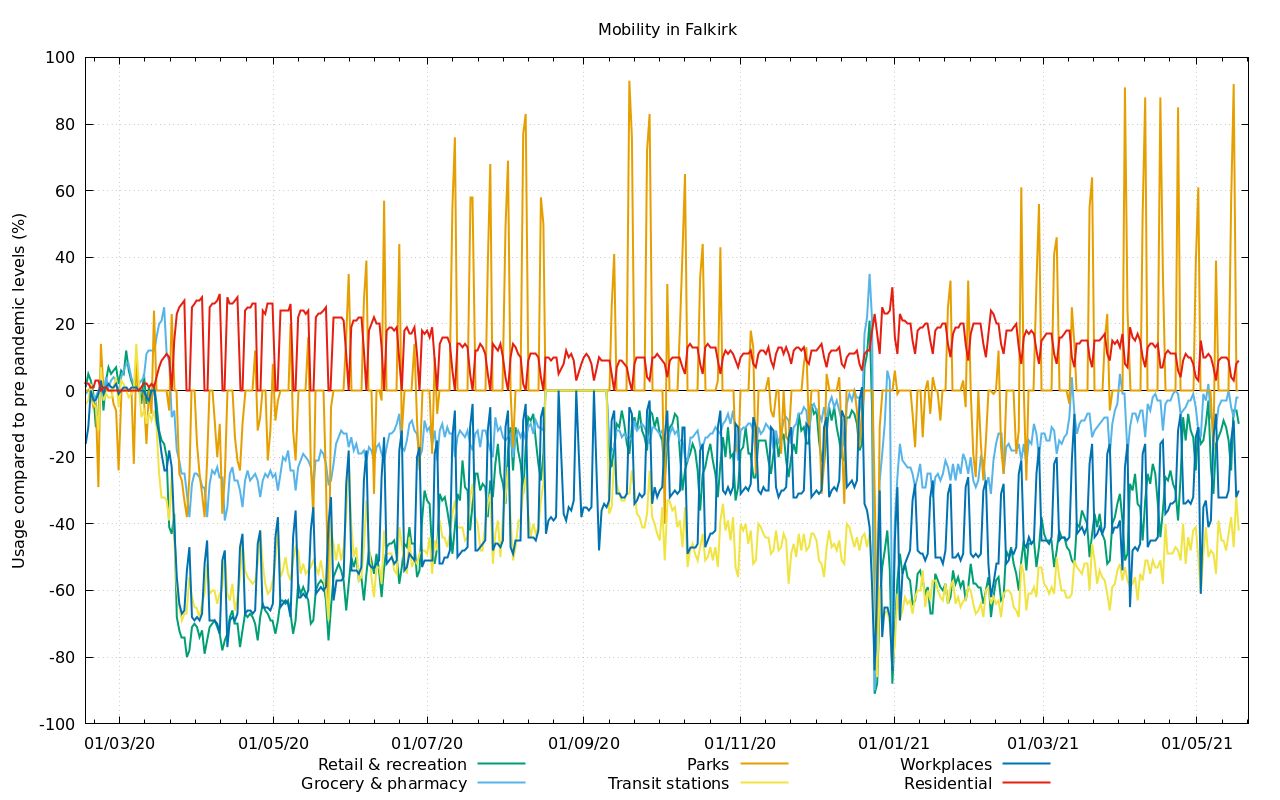 Mobility in Falkirk
Usage compared to pre pandemic levels (%)
100
80
60
40
20
0
-20
-40
-60
-80
-100
01/03/20 01/05/20 01/07/20 01/09/20 01/11/20 01/01/21 01/03/21 01/05/21
Retail & recreation Parks Workplaces
Grocery & pharmacy Transit stations Residential